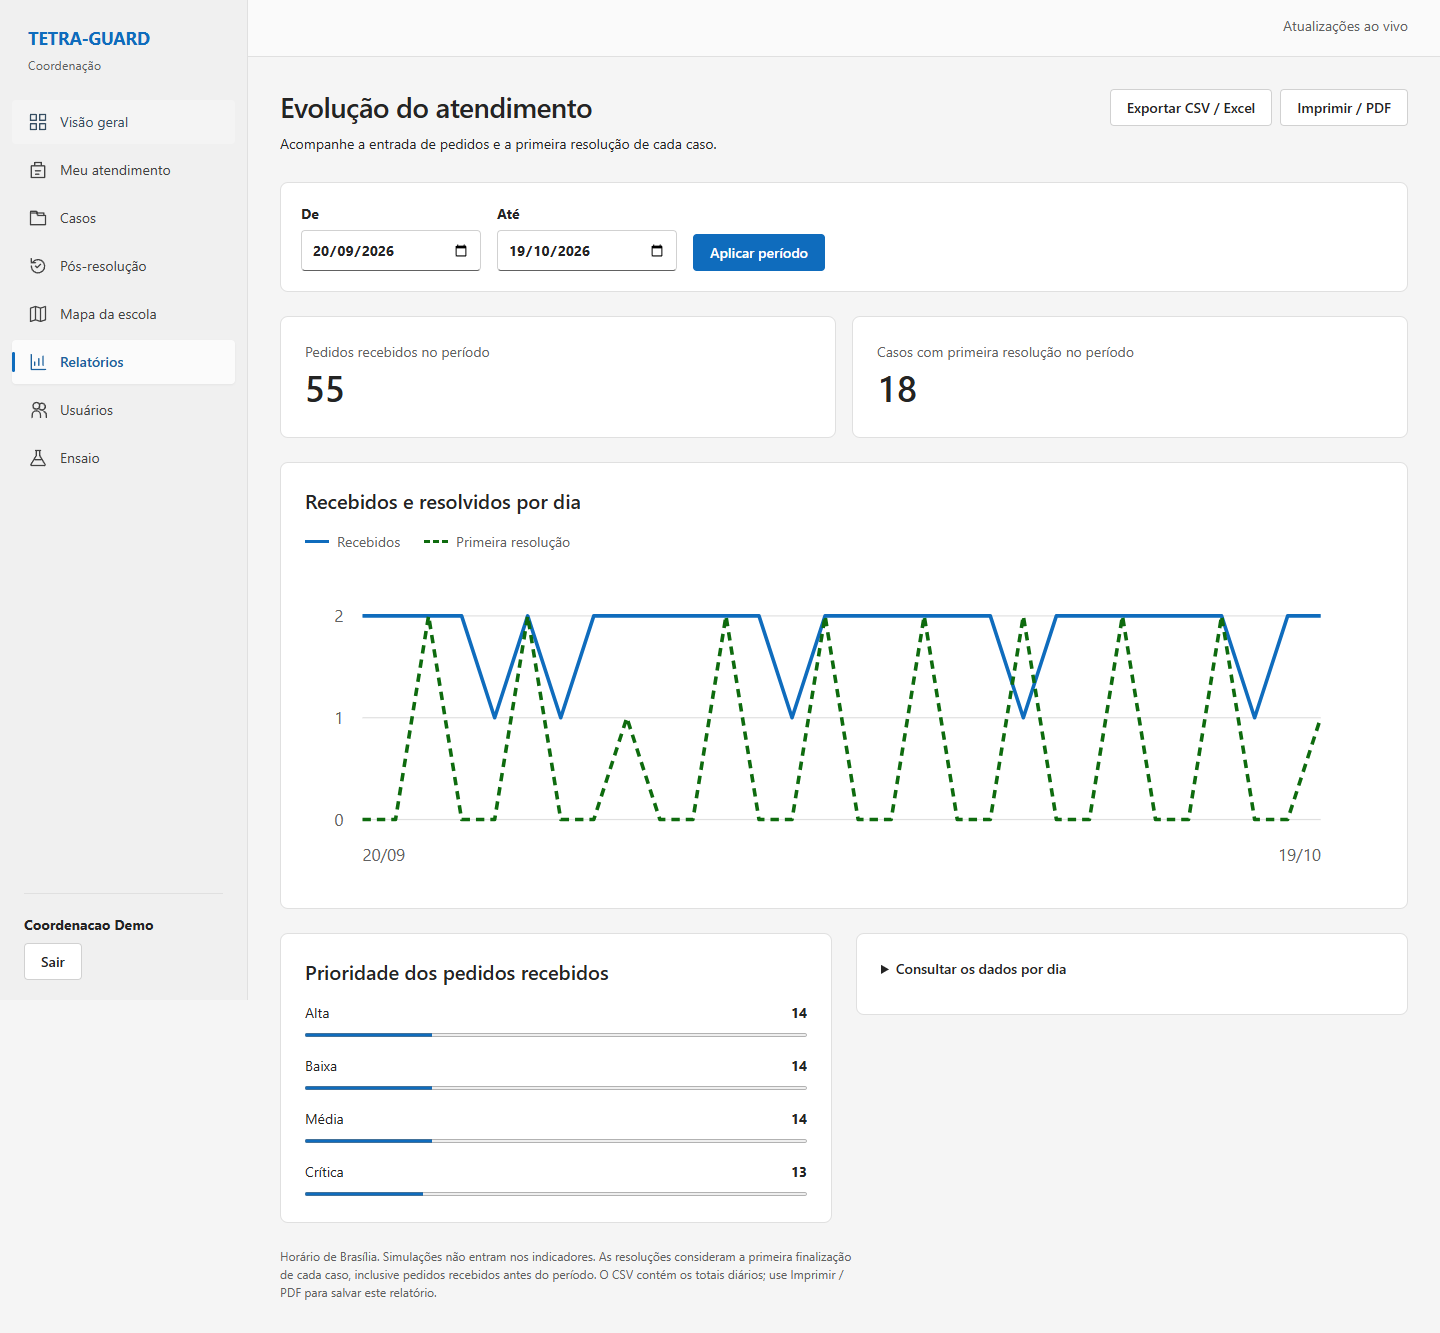 TETRA-GUARD
Coordenação
Visão geral
Meu atendimento
Casos
Pós-resolução
Mapa da escola
Relatórios
Usuários
Ensaio
Coordenacao Demo
Sair
Atualizações ao vivo
Evolução do atendimento
Exportar CSV / Excel
Imprimir / PDF
Acompanhe a entrada de pedidos e a primeira resolução de cada caso.
De
Até
20/09/2026
19/10/2026
Aplicar período
Pedidos recebidos no período
55
Casos com primeira resolução no período
18
Recebidos e resolvidos por dia
Recebidos
Primeira resolução
2
1
0
20/09
19/10
Prioridade dos pedidos recebidos
Alta 14
Baixa 14
Média 14
Crítica 13
Consultar os dados por dia
Horário de Brasília. Simulações não entram nos indicadores. As resoluções consideram a primeira finalização
de cada caso, inclusive pedidos recebidos antes do período. O CSV contém os totais diários; use Imprimir /
PDF para salvar este relatório.